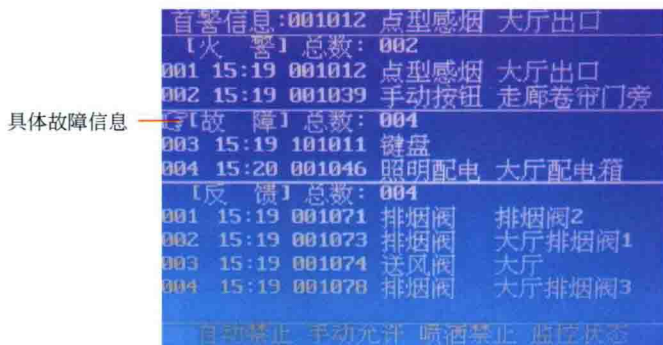 首警信息:001012 点型感烟 大厅出口
[火 警] 总数: 002
001 15:19 001012 点型感烟 大厅出口
002 15:19 001039 手动按钮 走廊卷帘门旁
具体故障信息
[故 障] 总数: 004
003 15:19 101011 键盘
004 15:20 001046 照明配电 大厅配电箱
[反 馈] 总数: 004
001 15:19 001071 排烟阀 排烟阀2
002 15:19 001073 排烟阀 大厅排烟阀1
003 15:19 001074 送风阀 大厅
004 15:19 001078 排烟阀 大厅排烟阀3
自动禁止 手动允许 喷洒禁止 监控状态